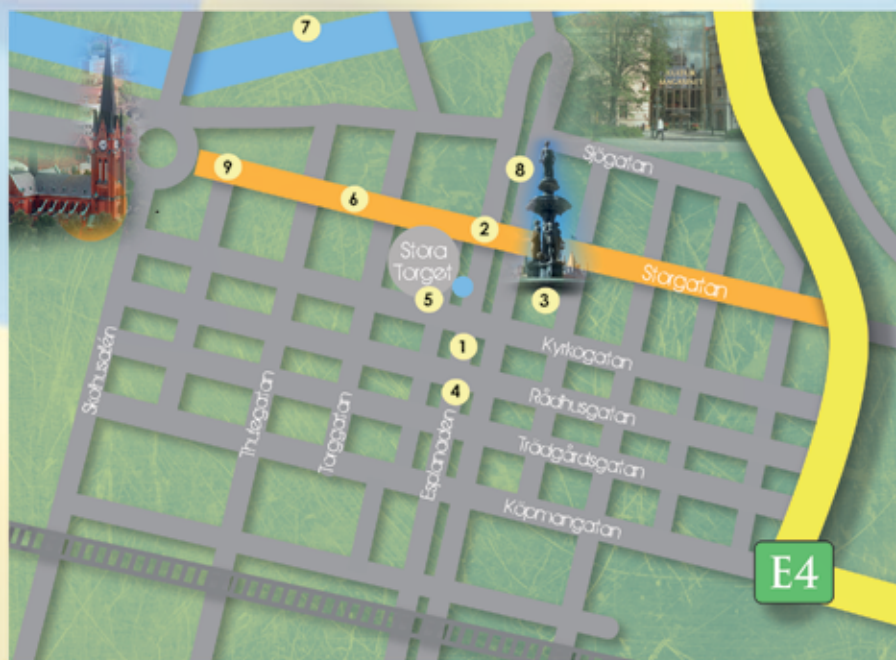 7
8
Sjögatan
9
6
2
Stora
Torget
Storgatan
5
3
1
Kyrkogatan
4
Skolhusallén
Thulegatan
Torggatan
Esplanaden
Rådhusgatan
Trädgårdsgatan
Köpmangatan
E4